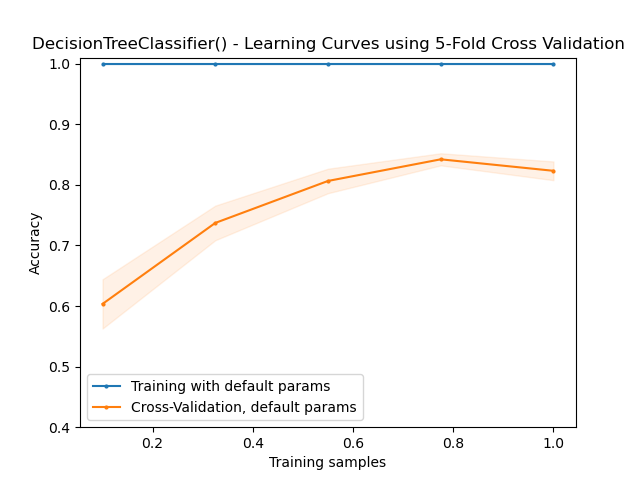 DecisionTreeClassifier() - Learning Curves using 5-Fold Cross Validation
1.0
0.9
0.8
0.7
0.6
0.5
0.4
Accuracy
Training with default params
Cross-Validation, default params
0.2 0.4 0.6 0.8 1.0
Training samples